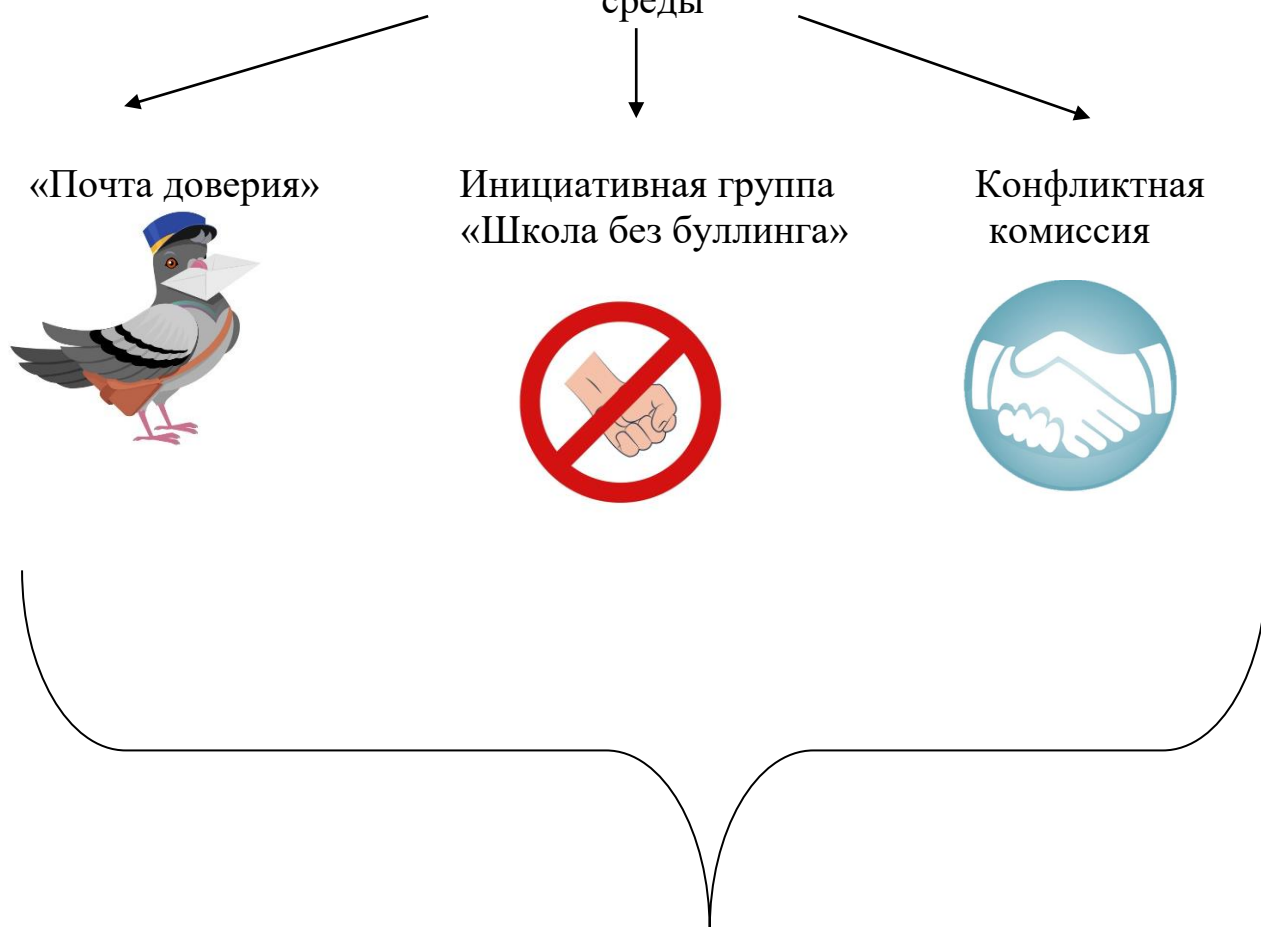 среды
«Почта доверия»
Инициативная группа
«Школа без буллинга»
Конфликтная
комиссия